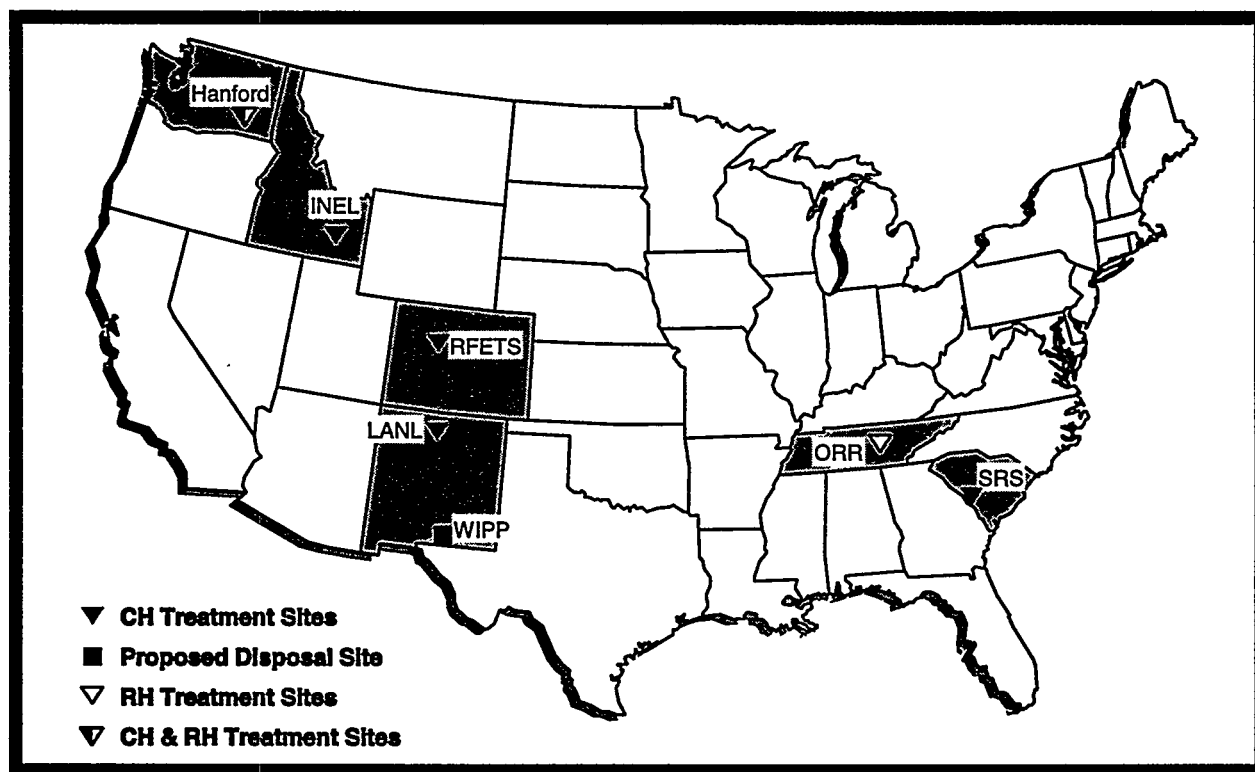 Hanford
INEL
RFETS
LANL
ORR
SRS
WIPP
CH Treatment Sites
Proposed Disposal Site
RH Treatment Sites
CH & RH Treatment Sites